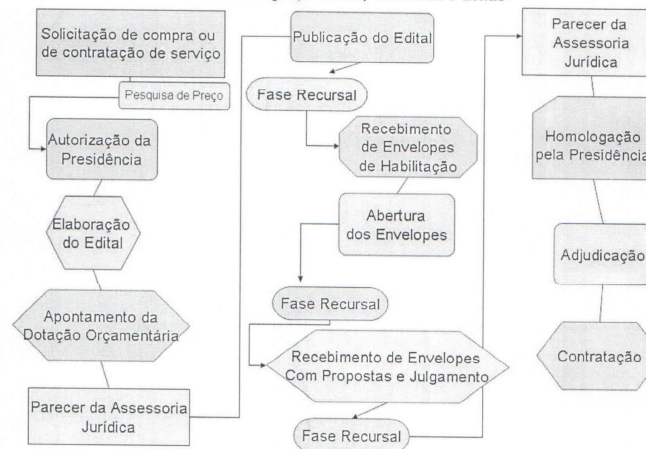 Solicitação de compra ou
de contratação de serviço
Pesquisa de Preço
Autorização da
Presidência
Elaboração
do Edital
Apontamento da
Dotação Orçamentária
Parecer da Assessoria
Jurídica
Publicação do Edital
Fase Recursal
Recebimento
de Envelopes
de Habilitação
Abertura
dos Envelopes
Fase Recursal
Recebimento de Envelopes
Com Propostas e Julgamento
Fase Recursal
Parecer da
Assessoria
Jurídica
Homologação
pela Presidência
Adjudicação
Contratação